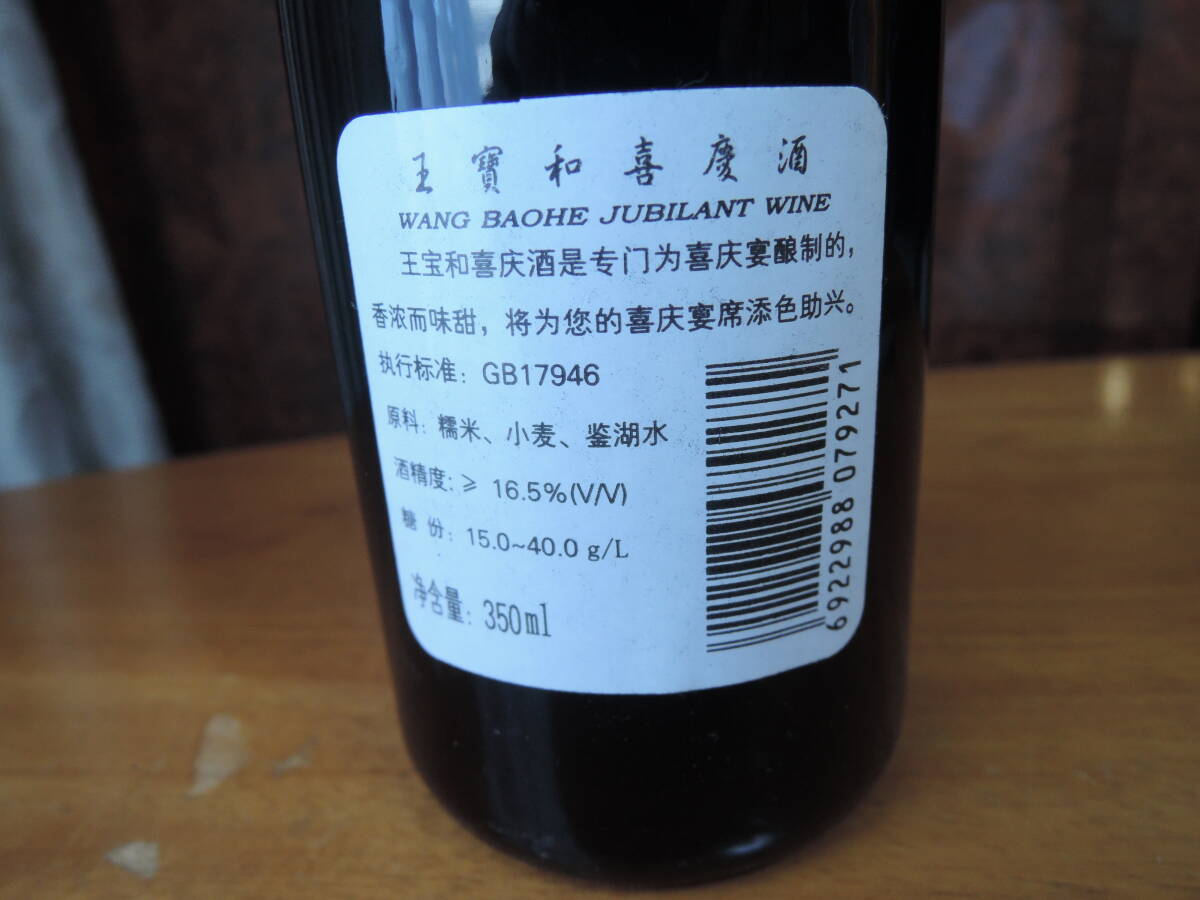 王寶和喜慶酒
WANG BAOHE JUBILANT WINE
王宝和喜庆酒是专门为喜庆宴酿制的,
香浓而味甜，将为您的喜庆宴席添色助兴。
执行标准：GB17946
原料：糯米、小麦、鉴湖水
酒精度：≥ 16.5%(V/V)
糖 份：15.0~40.0 g/L
净含量：350ml
6922988 079271